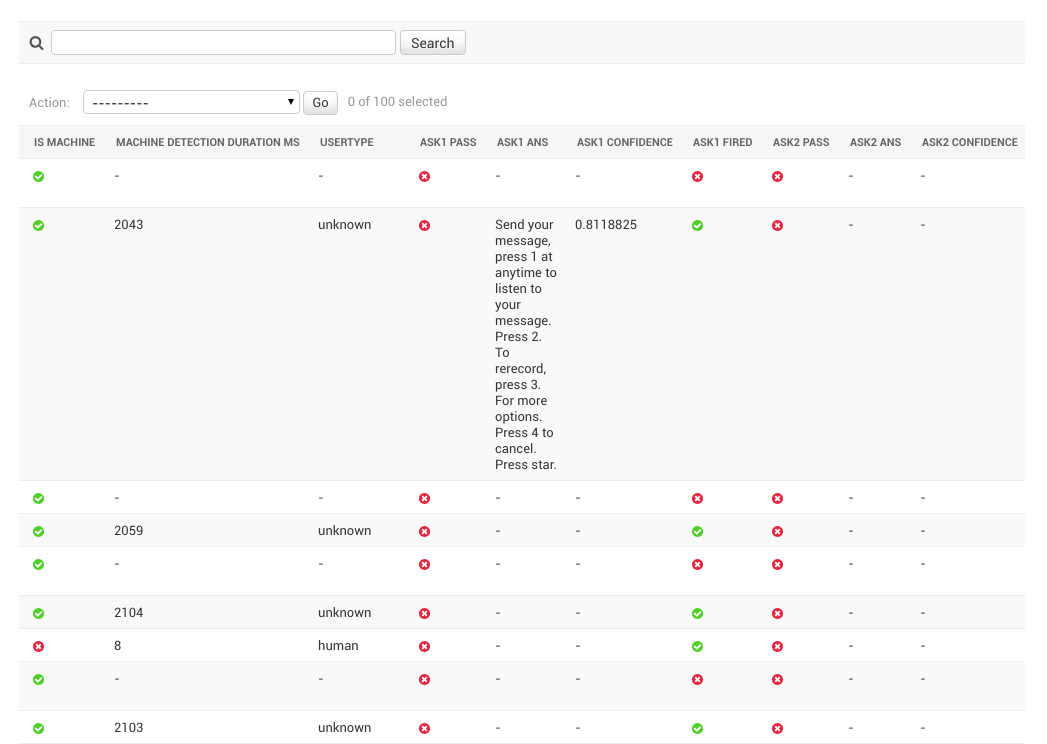 Search
Action: --------- Go 0 of 100 selected
IS MACHINE MACHINE DETECTION DURATION MS USERTYPE ASK1 PASS ASK1 ANS ASK1 CONFIDENCE ASK1 FIRED ASK2 PASS ASK2 ANS ASK2 CONFIDENCE
- - - - - -
2043 unknown Send your 0.8118825 - -
message,
press 1 at
anytime to
listen to
your
message.
Press 2.
To
rerecord,
press 3.
For more
options.
Press 4 to
cancel.
Press star.
- - - - - -
2059 unknown - - - -
- - - - - -
2104 unknown - - - -
8 human - - - -
- - - - - -
2103 unknown - - - -